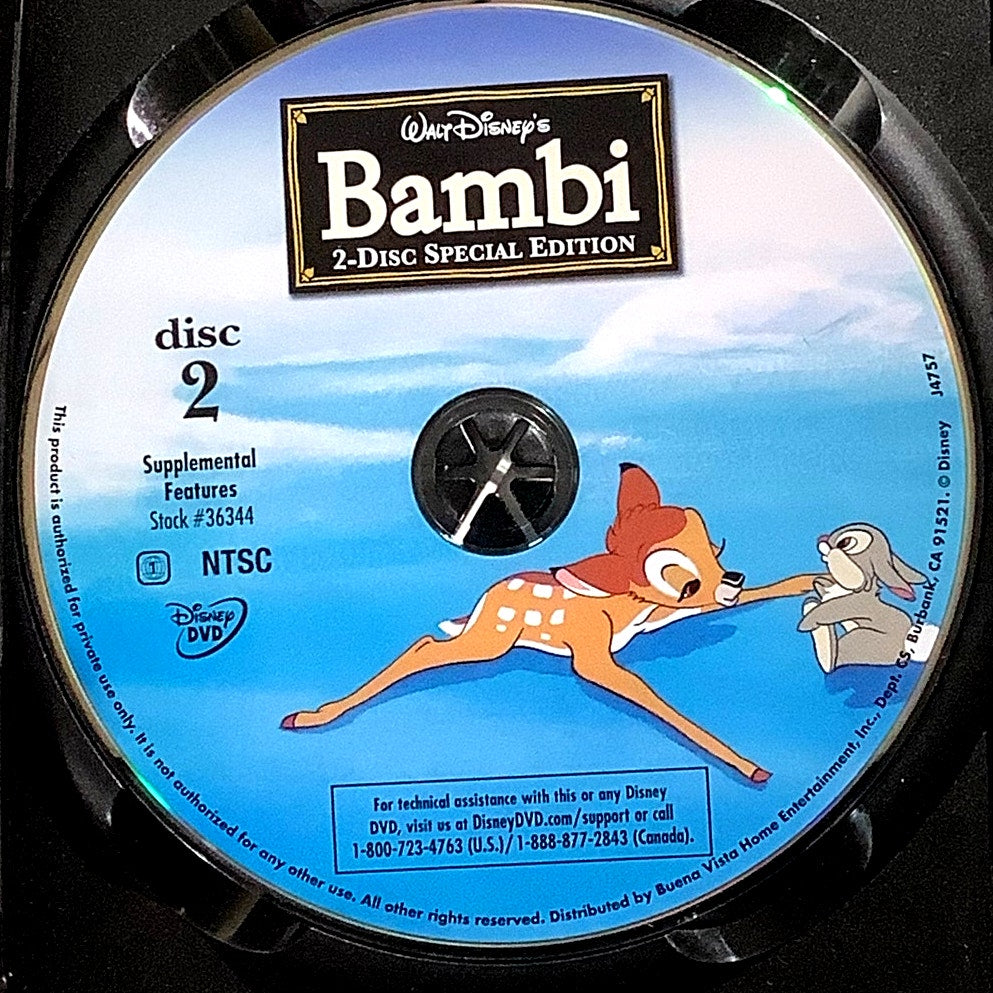 WALT DISNEY'S
Bambi
2-DISC SPECIAL EDITION
disc
2
Supplemental
Features
Stock #36344
1
NTSC
DISNEY
DVD
For technical assistance with this or any Disney
DVD, visit us at DisneyDVD.com/support or call
1-800-723-4763 (U.S.)/1-888-877-2843 (Canada).
This product is authorized for private use only. It is not authorized for any other use. All other rights reserved. Distributed by Buena Vista Home Entertainment, Inc., Dept. CS, Burbank, CA 91521. © Disney J4757